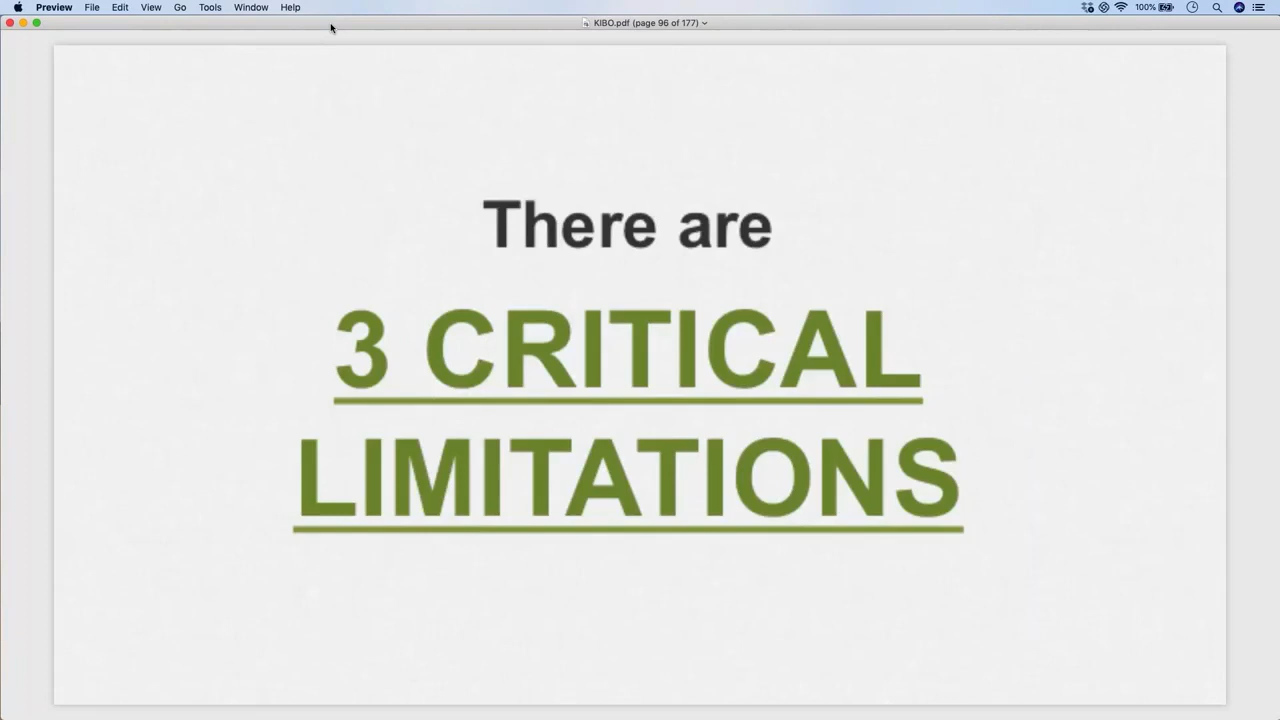 Preview File Edit View Go Tools Window Help 100%
KIBO.pdf (page 96 of 177)
There are
3 CRITICAL
LIMITATIONS